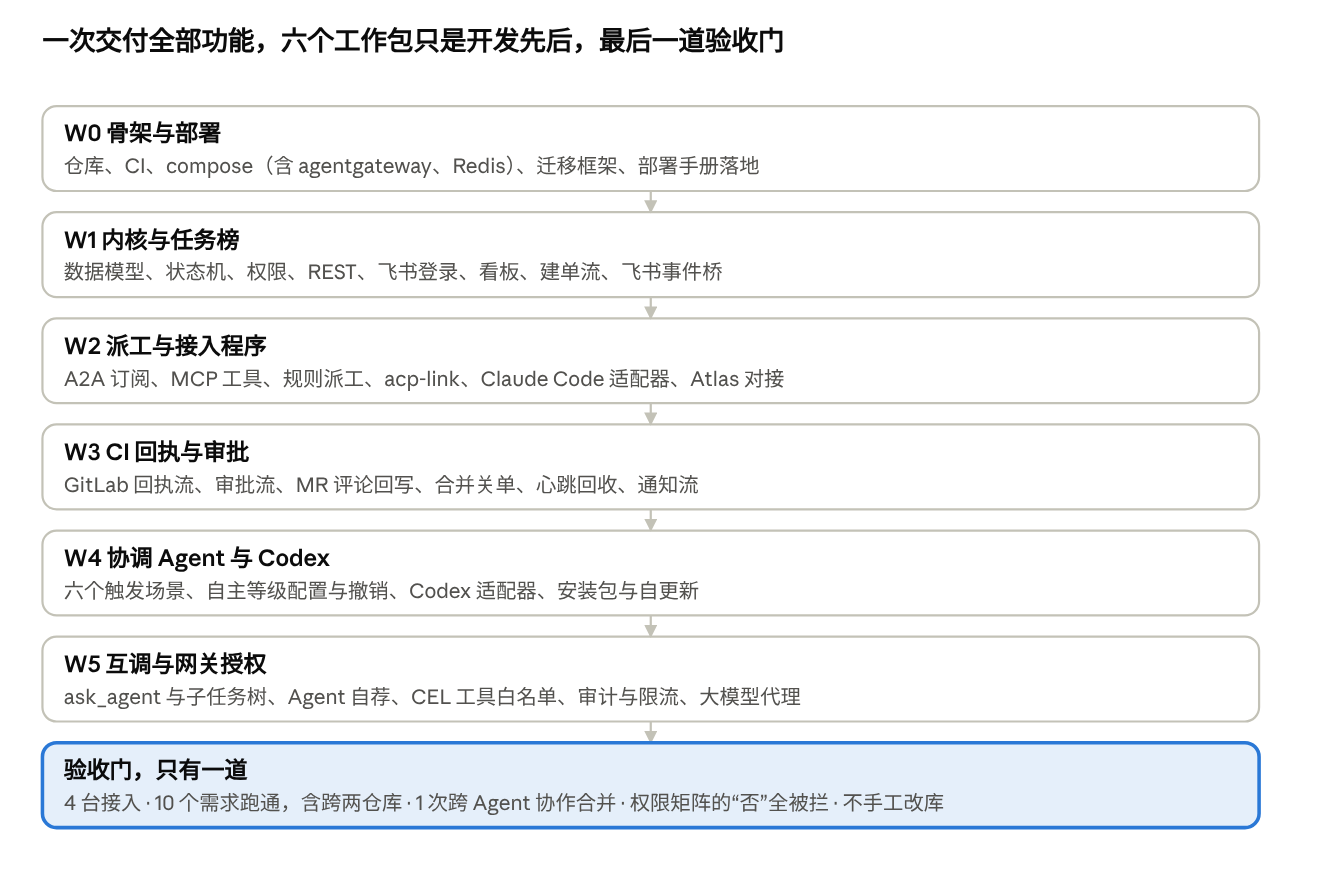 一次交付全部功能，六个工作包只是开发先后，最后一道验收门
W0 骨架与部署
仓库、CI、compose（含 agentgateway、Redis）、迁移框架、部署手册落地
W1 内核与任务榜
数据模型、状态机、权限、REST、飞书登录、看板、建单流、飞书事件桥
W2 派工与接入程序
A2A 订阅、MCP 工具、规则派工、acp-link、Claude Code 适配器、Atlas 对接
W3 CI 回执与审批
GitLab 回执流、审批流、MR 评论回写、合并关单、心跳回收、通知流
W4 协调 Agent 与 Codex
六个触发场景、自主等级配置与撤销、Codex 适配器、安装包与自更新
W5 互调与网关授权
ask_agent 与子任务树、Agent 自荐、CEL 工具白名单、审计与限流、大模型代理
验收门，只有一道
4 台接入 · 10 个需求跑通，含跨两仓库 · 1 次跨 Agent 协作合并 · 权限矩阵的“否”全被拦 · 不手工改库